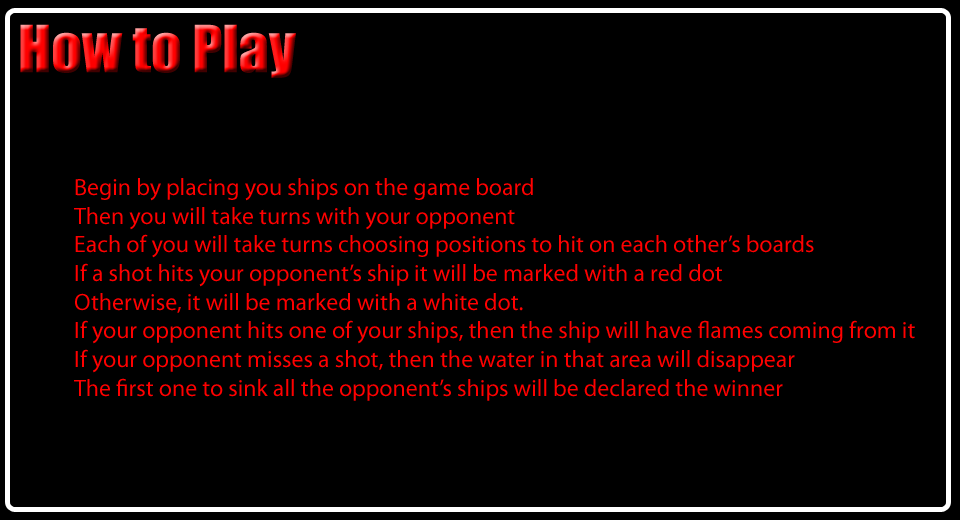 How to Play
Begin by placing you ships on the game board
Then you will take turns with your opponent
Each of you will take turns choosing positions to hit on each other’s boards
If a shot hits your opponent’s ship it will be marked with a red dot
Otherwise, it will be marked with a white dot.
If your opponent hits one of your ships, then the ship will have flames coming from it
If your opponent misses a shot, then the water in that area will disappear
The first one to sink all the opponent’s ships will be declared the winner